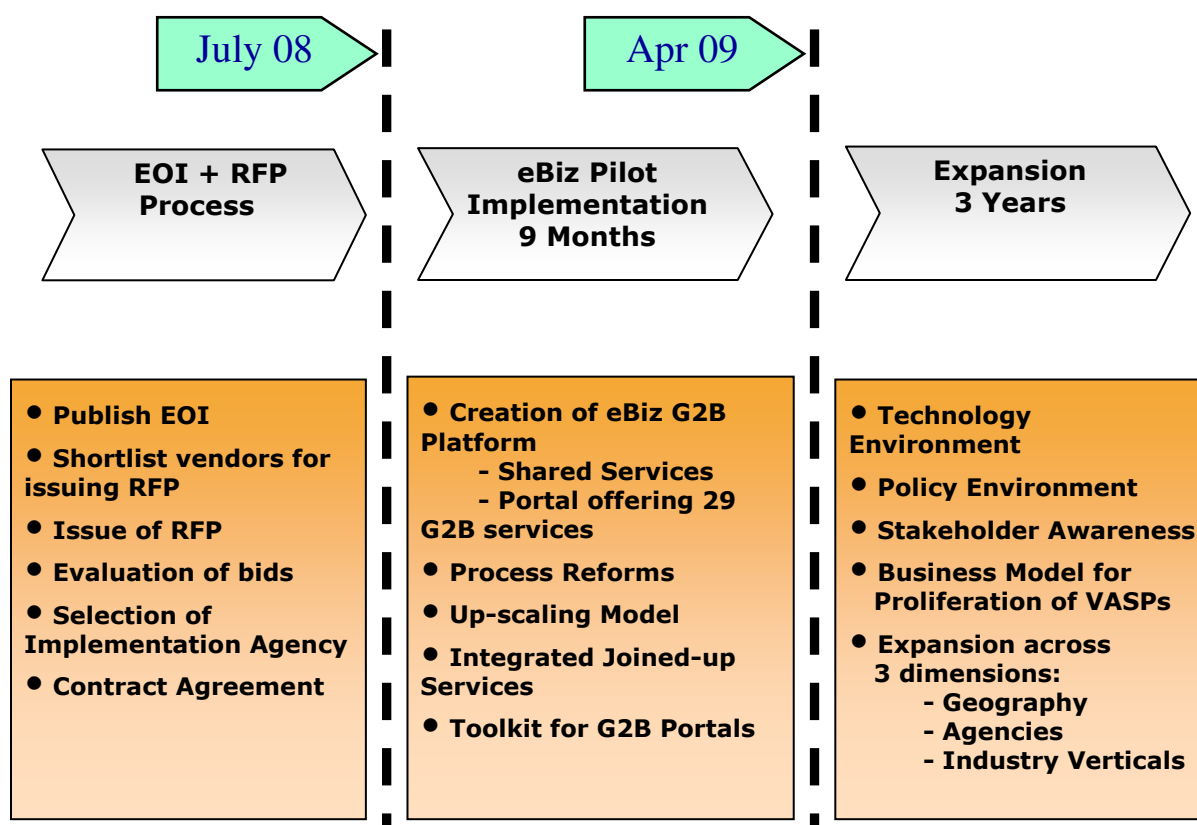 July 08
Apr 09
EOI + RFP
Process
eBiz Pilot
Implementation
9 Months
Expansion
3 Years
• Publish EOI
• Shortlist vendors for
issuing RFP
• Issue of RFP
• Evaluation of bids
• Selection of
Implementation Agency
• Contract Agreement
• Creation of eBiz G2B
Platform
- Shared Services
- Portal offering 29
G2B services
• Process Reforms
• Up-scaling Model
• Integrated Joined-up
Services
• Toolkit for G2B Portals
• Technology
Environment
• Policy Environment
• Stakeholder Awareness
• Business Model for
Proliferation of VASPs
• Expansion across
3 dimensions:
- Geography
- Agencies
- Industry Verticals